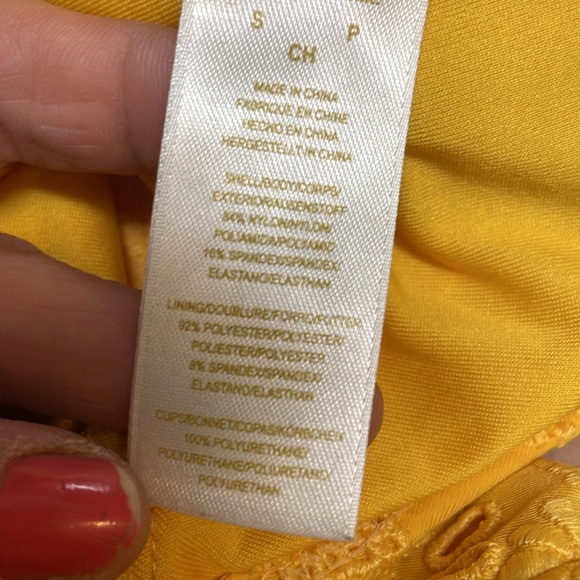 S P
CH
MADE IN CHINA
FABRIQUE EN CHINE
HECHO EN CHINA
HERGESTELLT IN CHINA
SHELL/BODY/CORPS/
EXTERIOR/AUßENSTOFF
84% NYLON/NYLON/
POLAMIDA/POLYAMID
16% SPANDEX/SPANDEX/
ELASTANO/ELASTHAN
LINING/DOUBLURE/FORRO/FUTTER
92% POLYESTER/POLYESTER/
POLIESTER/POLYESTER
8% SPANDEX/SPANDEX/
ELASTANO/ELASTHAN
CUPS/BONNET/COPAS/KÖRBCHEN
100% POLYURETHANE/
POLYURETHANE/POLIURETANO/
POLYURETHAN